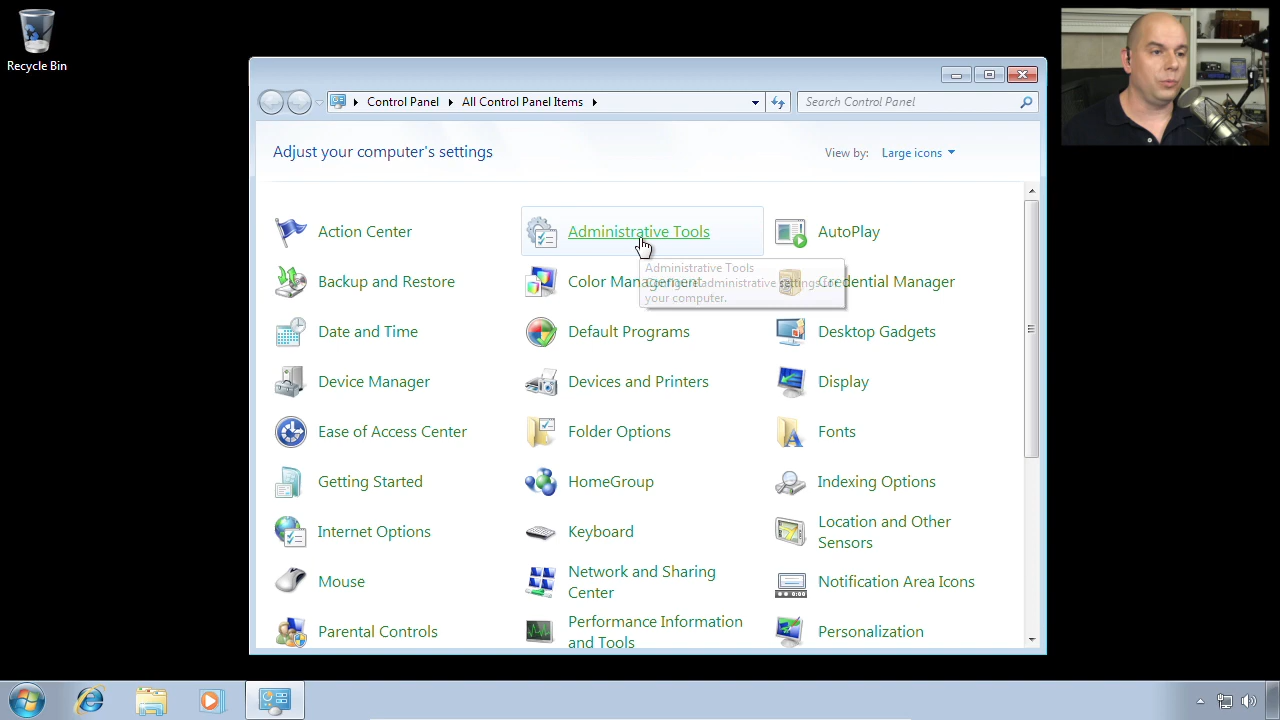 Recycle Bin
Control Panel
All Control Panel Items
Search Control Panel
Adjust your computer's settings
View by:
Large icons
Action Center
Administrative Tools
AutoPlay
Administrative Tools
Configure administrative settings for
your computer.
Backup and Restore
Color Management
Credential Manager
Date and Time
Default Programs
Desktop Gadgets
Device Manager
Devices and Printers
Display
Ease of Access Center
Folder Options
Fonts
Getting Started
HomeGroup
Indexing Options
Internet Options
Keyboard
Location and Other
Sensors
Mouse
Network and Sharing
Center
Notification Area Icons
Parental Controls
Performance Information
and Tools
Personalization